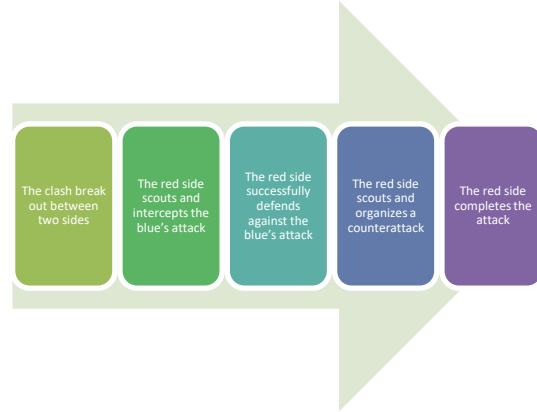 The clash break
out between
two sides
The red side
scouts and
intercepts the
blue's attack
The red side
successfully
defends
against the
blue's attack
The red side
scouts and
organizes a
counterattack
The red side
completes the
attack